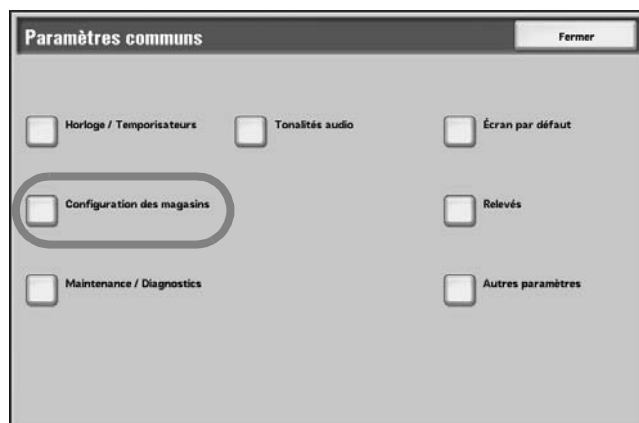 Paramètres communs
Fermer
Horloge / Temporisateurs
Tonalités audio
Écran par défaut
Configuration des magasins
Relevés
Maintenance / Diagnostics
Autres paramètres